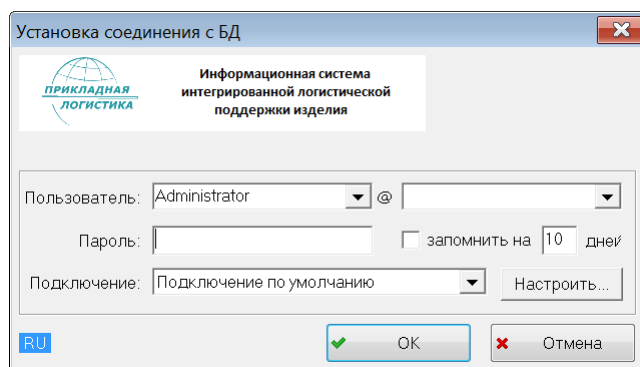 Установка соединения с БД
ПРИКЛАДНАЯ
ЛОГИСТИКА
Информационная система
интегрированной логистической
поддержки изделия
Пользователь: Administrator @
Пароль: запомнить на 10 дней
Подключение: Подключение по умолчанию Настроить...
RU OK Отмена